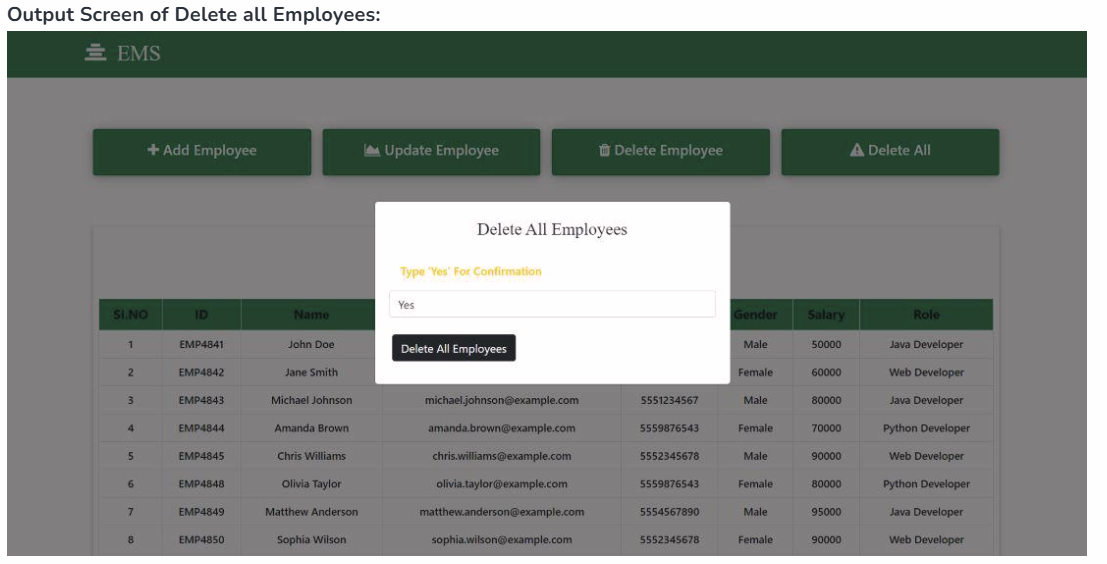 Output Screen of Delete all Employees:
EMS
Add Employee Update Employee Delete Employee Delete All
Delete All Employees
Type 'Yes' For Confirmation
Yes
Delete All Employees
Sl.NO ID Name Gender Salary Role
1 EMP4841 John Doe Male 50000 Java Developer
2 EMP4842 Jane Smith Female 60000 Web Developer
3 EMP4843 Michael Johnson michael.johnson@example.com 5551234567 Male 80000 Java Developer
4 EMP4844 Amanda Brown amanda.brown@example.com 5559876543 Female 70000 Python Developer
5 EMP4845 Chris Williams chris.williams@example.com 5552345678 Male 90000 Web Developer
6 EMP4848 Olivia Taylor olivia.taylor@example.com 5559876543 Female 80000 Python Developer
7 EMP4849 Matthew Anderson matthew.anderson@example.com 5554567890 Male 95000 Java Developer
8 EMP4850 Sophia Wilson sophia.wilson@example.com 5552345678 Female 90000 Web Developer